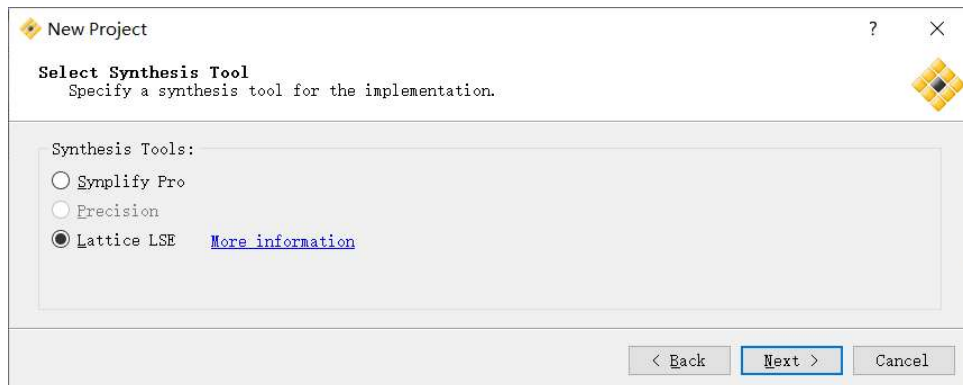 New Project ? ×
Select Synthesis Tool
Specify a synthesis tool for the implementation.
Synthesis Tools:
Synplify Pro
Precision
Lattice LSE More information
< Back Next > Cancel